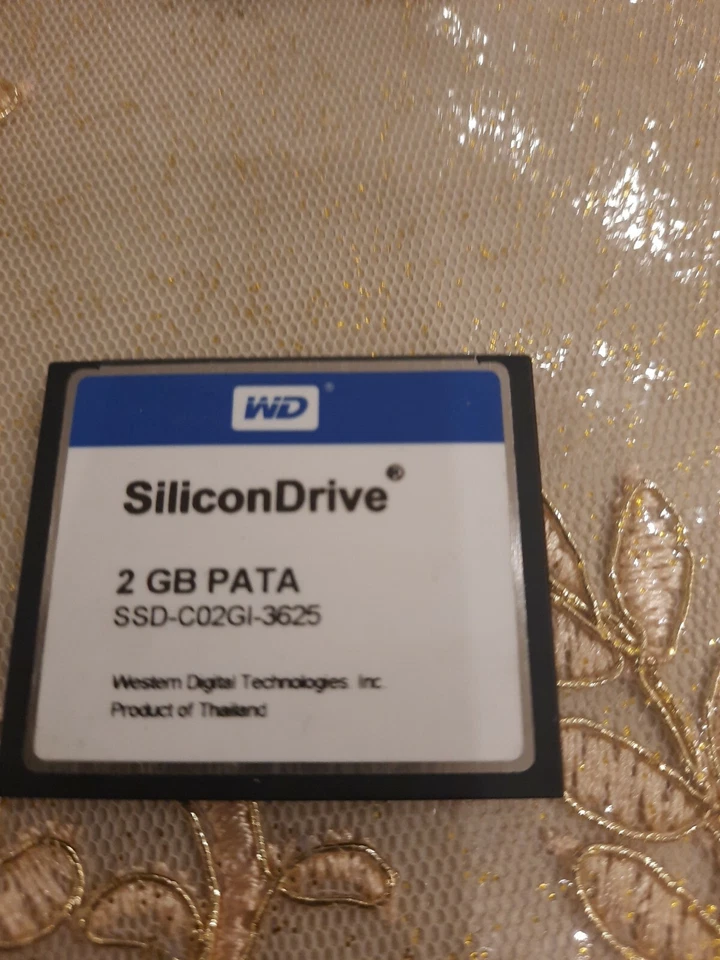 WD®
SiliconDrive®
2 GB PATA
SSD-C02GI-3625
Western Digital Technologies. Inc.
Product of Thailand